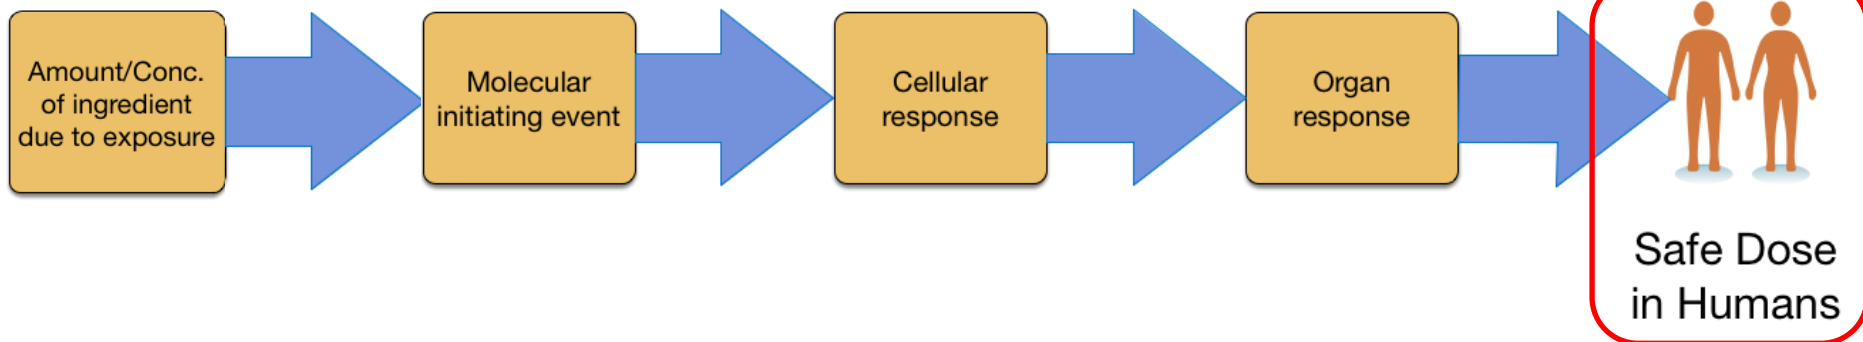 Amount/Conc.
of ingredient
due to exposure
Molecular
initiating event
Cellular
response
Organ
response
Safe Dose
in Humans